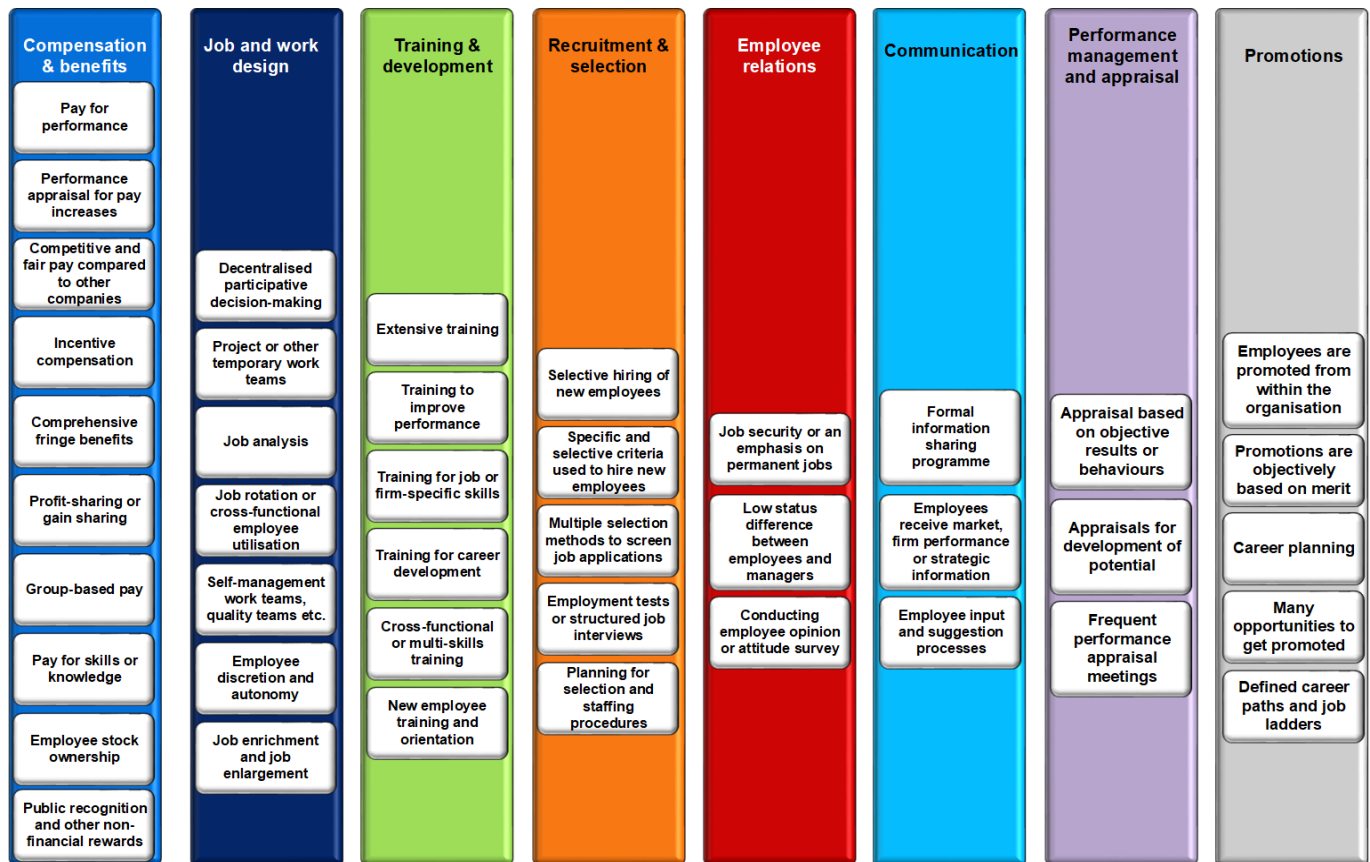 Compensation
& benefits
Pay for
performance
Performance
appraisal for pay
increases
Competitive and
fair pay compared
to other
companies
Incentive
compensation
Comprehensive
fringe benefits
Profit-sharing or
gain sharing
Group-based pay
Pay for skills or
knowledge
Employee stock
ownership
Public recognition
and other non-
financial rewards
Job and work
design
Decentralised
participative
decision-making
Project or other
temporary work
teams
Job analysis
Job rotation or
cross-functional
employee
utilisation
Self-management
work teams,
quality teams etc.
Employee
discretion and
autonomy
Job enrichment
and job
enlargement
Training &
development
Extensive training
Training to
improve
performance
Training for job or
firm-specific skills
Training for career
development
Cross-functional
or multi-skills
training
New employee
training and
orientation
Recruitment &
selection
Selective hiring of
new employees
Specific and
selective criteria
used to hire new
employees
Multiple selection
methods to screen
job applications
Employment tests
or structured job
interviews
Planning for
selection and
staffing
procedures
Employee
relations
Job security or an
emphasis on
permanent jobs
Low status
difference
between
employees and
managers
Conducting
employee opinion
or attitude survey
Communication
Formal
information
sharing
programme
Employees
receive market,
firm performance
or strategic
information
Employee input
and suggestion
processes
Performance
management
and appraisal
Appraisal based
on objective
results or
behaviours
Appraisals for
development of
potential
Frequent
performance
appraisal
meetings
Promotions
Employees are
promoted from
within the
organisation
Promotions are
objectively
based on merit
Career planning
Many
opportunities to
get promoted
Defined career
paths and job
ladders